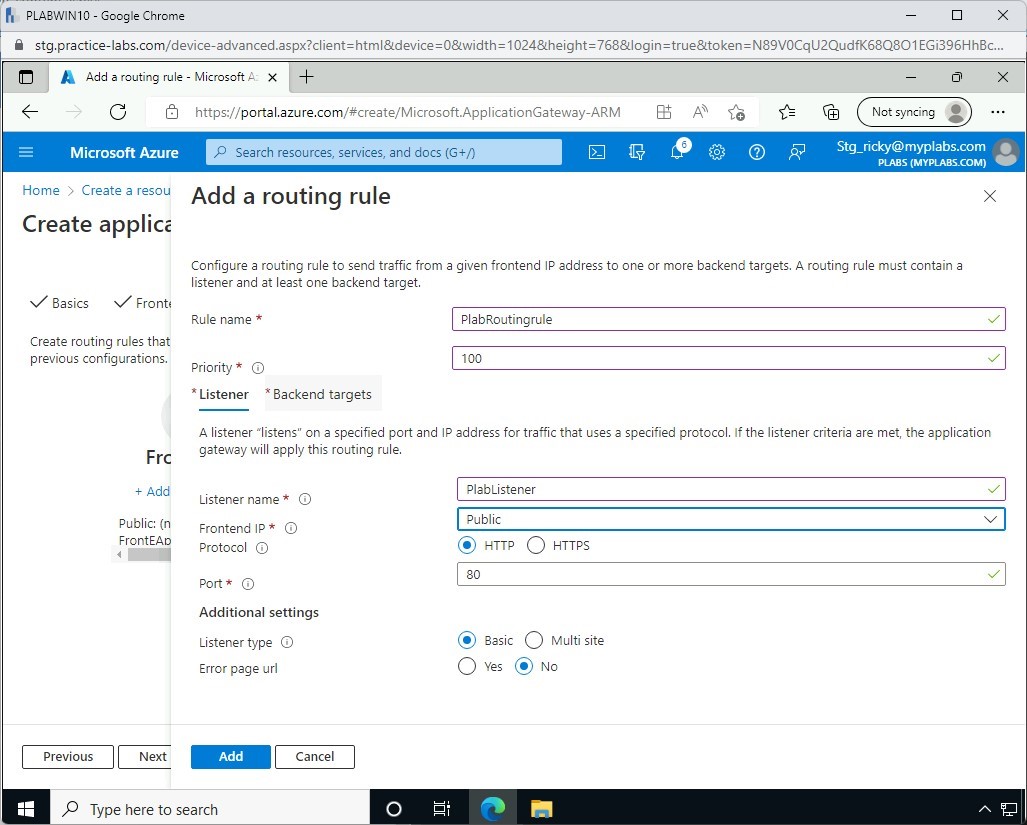 PLABWIN10 - Google Chrome
stg.practice-labs.com/device-advanced.aspx?client=html&device=0&width=1024&height=768&login=true&token=N89V0CqU2QudfK68Q8O1EGi396HhBc...
Add a routing rule - Microsoft A
https://portal.azure.com/#create/Microsoft.ApplicationGateway-ARM
Not syncing
Microsoft Azure
Search resources, services, and docs (G+/)
6
Stg_ricky@myplabs.com
PLABS (MYPLABS.COM)
Home > Create a resou
Create applica
Basics
Fronte
Create routing rules that
previous configurations.
Fro
+ Add
Public: (n
FrontEAp
Previous
Next
Add a routing rule
Configure a routing rule to send traffic from a given frontend IP address to one or more backend targets. A routing rule must contain a
listener and at least one backend target.
Rule name *
PlabRoutingrule
Priority *
100
* Listener
* Backend targets
A listener “listens” on a specified port and IP address for traffic that uses a specified protocol. If the listener criteria are met, the application
gateway will apply this routing rule.
Listener name *
PlabListener
Frontend IP *
Public
Protocol
HTTP
HTTPS
Port *
80
Additional settings
Listener type
Basic
Multi site
Error page url
Yes
No
Add
Cancel
Type here to search